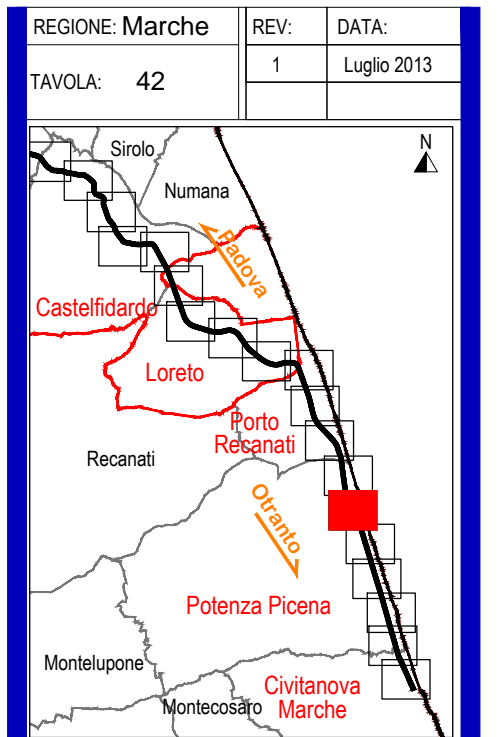 REGIONE: Marche
REV:
DATA:
TAVOLA: 42
1
Luglio 2013
N
Sirolo
Numana
Padova
Castelfidardo
Loreto
Porto
Recanati
Recanati
Otranto
Potenza Picena
Montelupone
Montecosaro
Civitanova
Marche